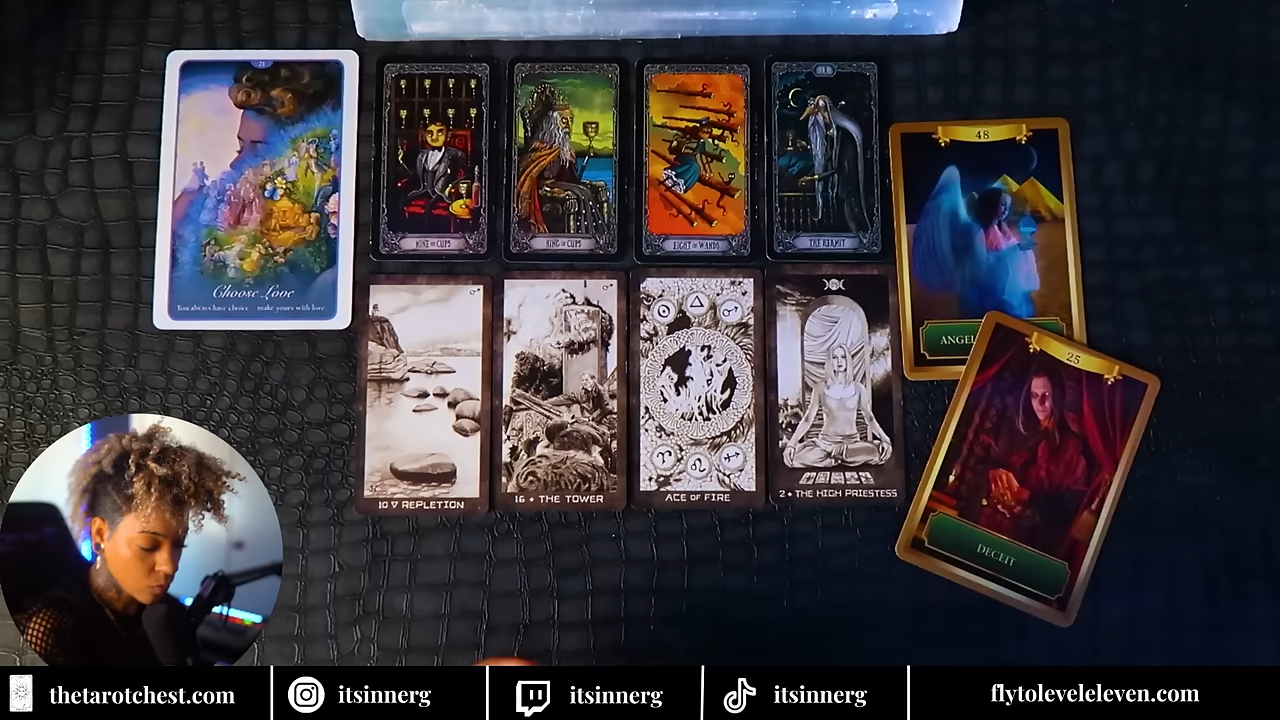 21
Choose Love
You always have choice make yours with love.
NINE OF CUPS
KING OF CUPS
EIGHT OF WANDS
THE HERMIT
48
ANGEL
10 ▽ REPLETION
16 ♦ THE TOWER
ACE OF FIRE
2 ♦ THE HIGH PRIESTESS
25
DECEIT
thetarotchest.com
itsinnerg
itsinnerg
itsinnerg
flytoleveleleven.com